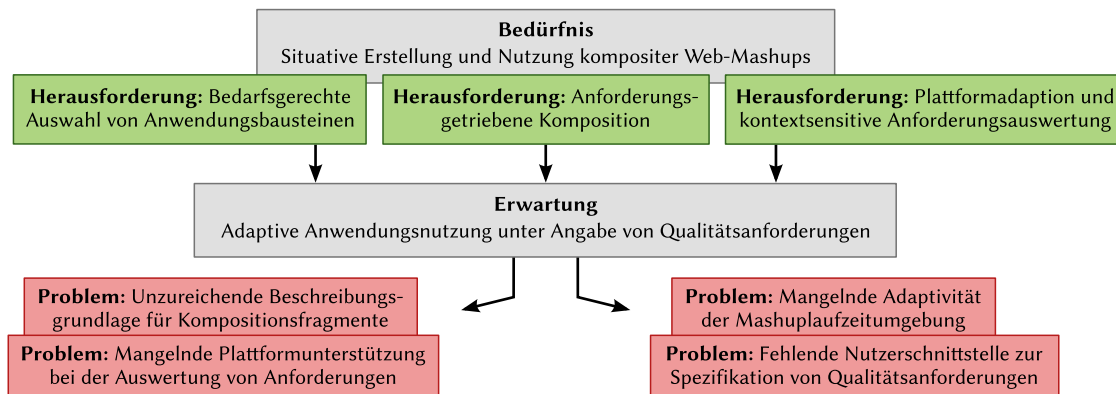 Bedürfnis
Situative Erstellung und Nutzung kompositer Web-Mashups
Herausforderung: Bedarfsgerechte
Auswahl von Anwendungsbausteinen
Herausforderung: Anforderungs-
getriebene Komposition
Herausforderung: Plattformadaption und
kontextsensitive Anforderungsauswertung
Erwartung
Adaptive Anwendungsnutzung unter Angabe von Qualitätsanforderungen
Problem: Unzureichende Beschreibungs-
grundlage für Kompositionsfragmente
Problem: Mangelnde Plattformunterstützung
bei der Auswertung von Anforderungen
Problem: Mangelnde Adaptivität
der Mashuplaufzeitumgebung
Problem: Fehlende Nutzerschnittstelle zur
Spezifikation von Qualitätsanforderungen